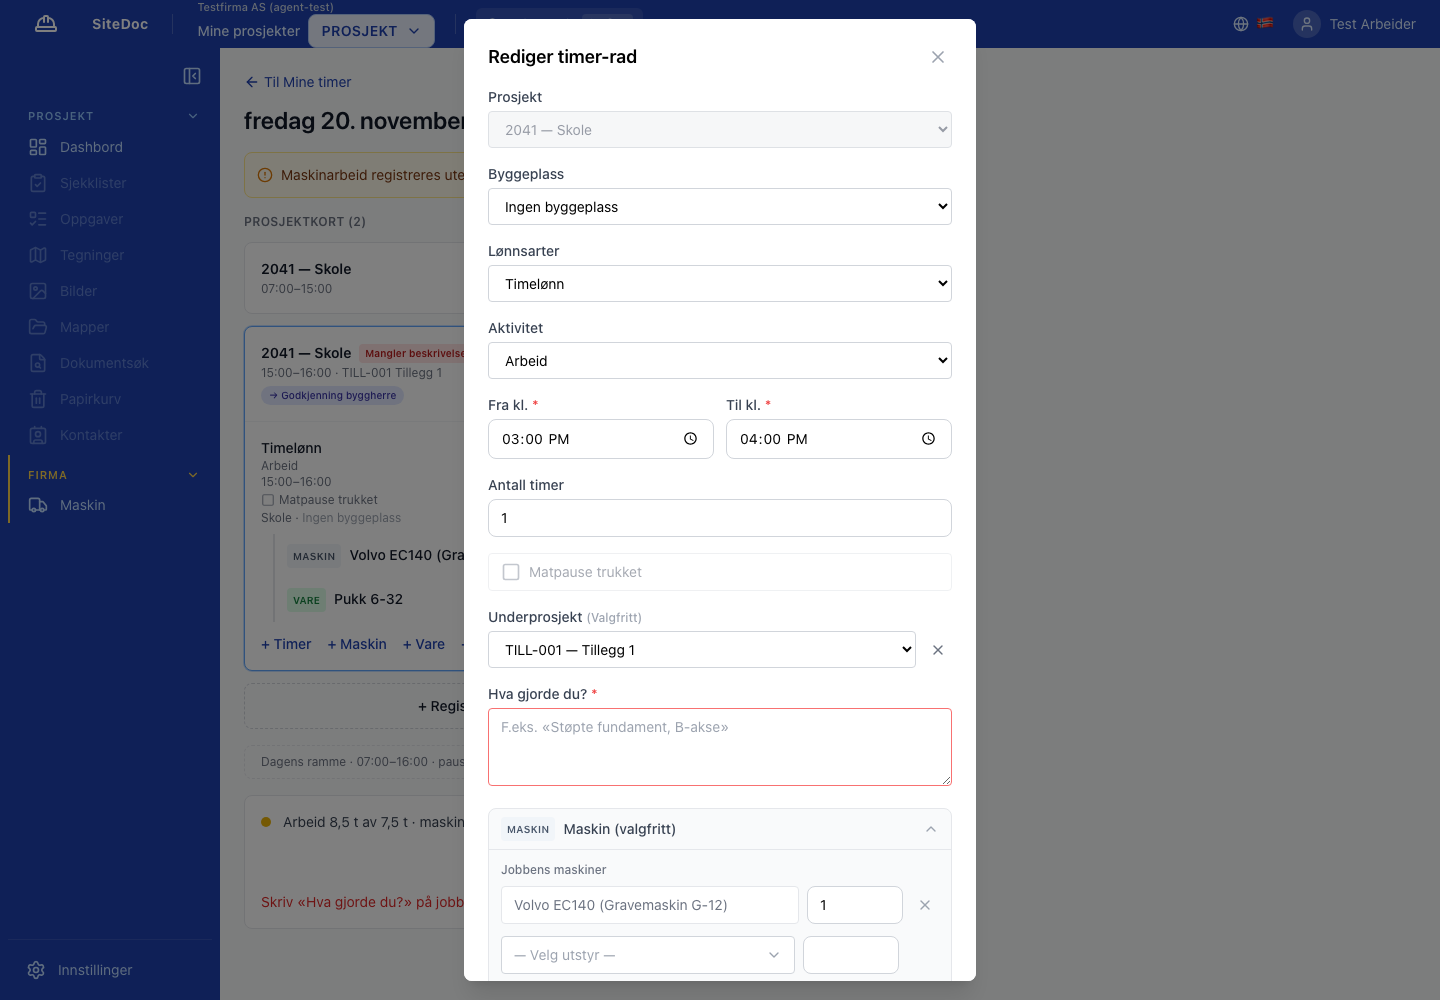 SiteDoc
Testfirma AS (agent-test)
Mine prosjekter
PROSJEKT
Test Arbeider
PROSJEKT
Dashbord
Sjekklister
Oppgaver
Tegninger
Bilder
Mapper
Dokumentsøk
Papirkurv
Kontakter
FIRMA
Maskin
Innstillinger
Til Mine timer
fredag 20. november
Maskinarbeid registreres
PROSJEKTKORT (2)
2041 — Skole
07:00–15:00
2041 — Skole
Mangler beskrivelse
15:00–16:00 · TILL-001 Tillegg 1
→ Godkjenning byggherre
Timelønn
Arbeid
15:00–16:00
Matpause trukket
Skole · Ingen byggeplass
MASKIN Volvo EC140
VARE Pukk 6-32
+ Timer + Maskin + Vare
Dagens ramme · 07:00–16:00 ·
Arbeid 8,5 t av 7,5 t · maskin
Skriv «Hva gjorde du?» på
Rediger timer-rad
Prosjekt
2041 — Skole
Byggeplass
Ingen byggeplass
Lønnsarter
Timelønn
Aktivitet
Arbeid
Fra kl. * Til kl. *
03:00 PM 04:00 PM
Antall timer
1
Matpause trukket
Underprosjekt (Valgfritt)
TILL-001 — Tillegg 1
Hva gjorde du? *
F.eks. «Støpte fundament, B-akse»
MASKIN Maskin (valgfritt)
Jobbens maskiner
Volvo EC140 (Gravemaskin G-12) 1
— Velg utstyr —